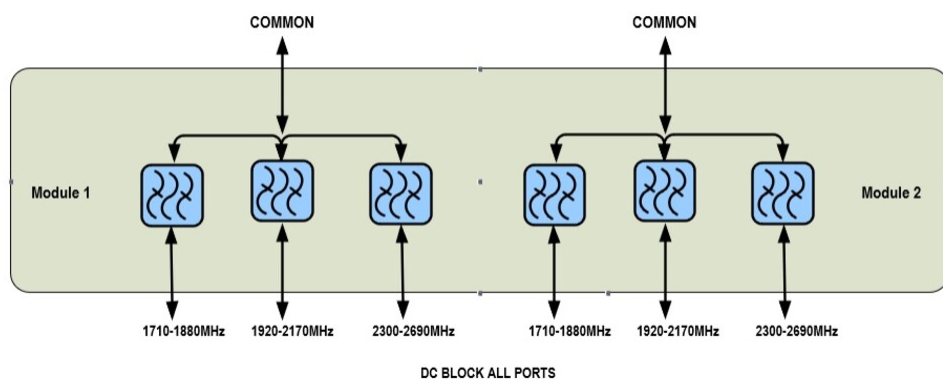 COMMON COMMON
Module 1 Module 2
1710-1880MHz 1920-2170MHz 2300-2690MHz 1710-1880MHz 1920-2170MHz 2300-2690MHz
DC BLOCK ALL PORTS